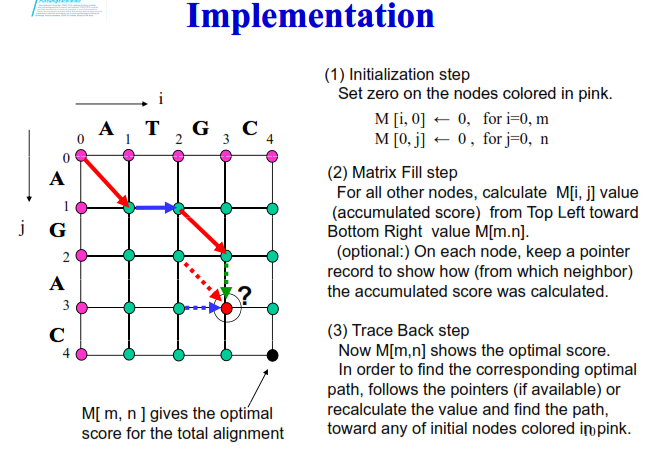 Implementation
i
A T G C
0 1 2 3 4
0
A
1
j G
2
A
3 ?
C
4
M[ m, n ] gives the optimal
score for the total alignment
(1) Initialization step
Set zero on the nodes colored in pink.
M [i, 0] ← 0, for i=0, m
M [0, j] ← 0 , for j=0, n
(2) Matrix Fill step
For all other nodes, calculate M[i, j] value
(accumulated score) from Top Left toward
Bottom Right value M[m.n].
(optional:) On each node, keep a pointer
record to show how (from which neighbor)
the accumulated score was calculated.
(3) Trace Back step
Now M[m,n] shows the optimal score.
In order to find the corresponding optimal
path, follows the pointers (if available) or
recalculate the value and find the path,
toward any of initial nodes colored in pink.